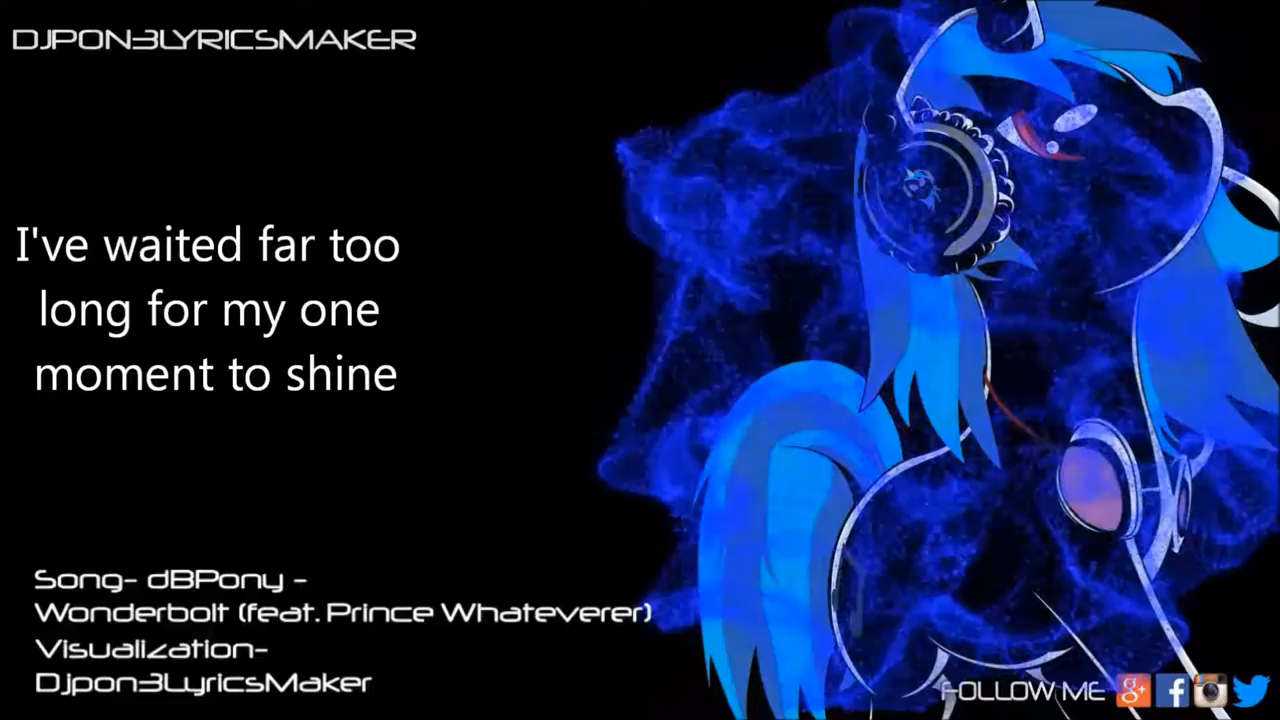 DJPON3LYRICSMAKER
I've waited far too
long for my one
moment to shine
Song- dBPony -
Wonderbolt (feat. Prince Whateverer)
Visualization-
Djpon3LyricsMaker
FOLLOW ME